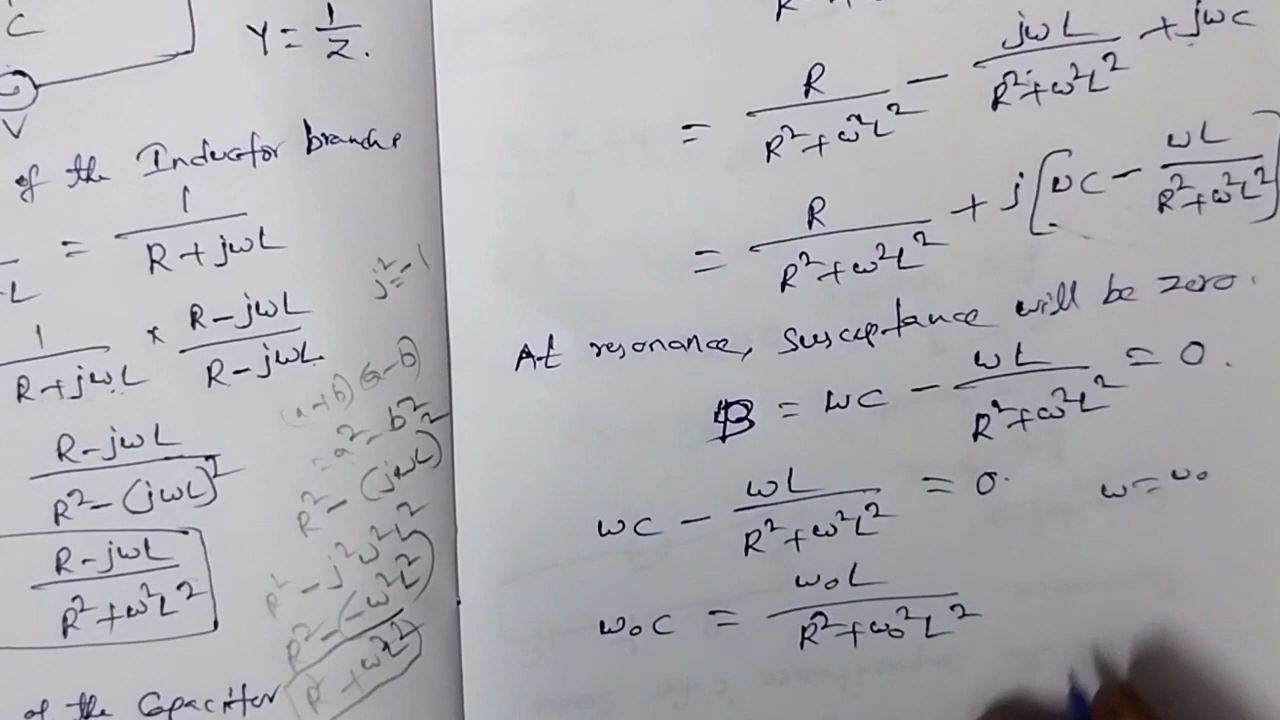 C
Y = 1/Z.
V
of the Inductor branch
= 1/(R + jωL)
L
1/(R + jωL) × (R - jωL)/(R - jωL)
(R - jωL)/(R² - (jωL)²)
(R - jωL)/(R² + ω²L²)
of the Capacitor
j² = -1
(a+b)(a-b)
= a² - b²
R² - (jωL)²
R² - j²ω²L²
R² - (-ω²L²)
R² + ω²L²
= R/(R² + ω²L²) - jωL/(R² + ω²L²) + jωC
= R/(R² + ω²L²) + j[ωC - ωL/(R² + ω²L²)]
At resonance, Susceptance will be zero.
B = ωC - ωL/(R² + ω²L²) = 0.
ωC - ωL/(R² + ω²L²) = 0. ω = ω₀
ω₀C = ω₀L/(R² + ω₀²L²)